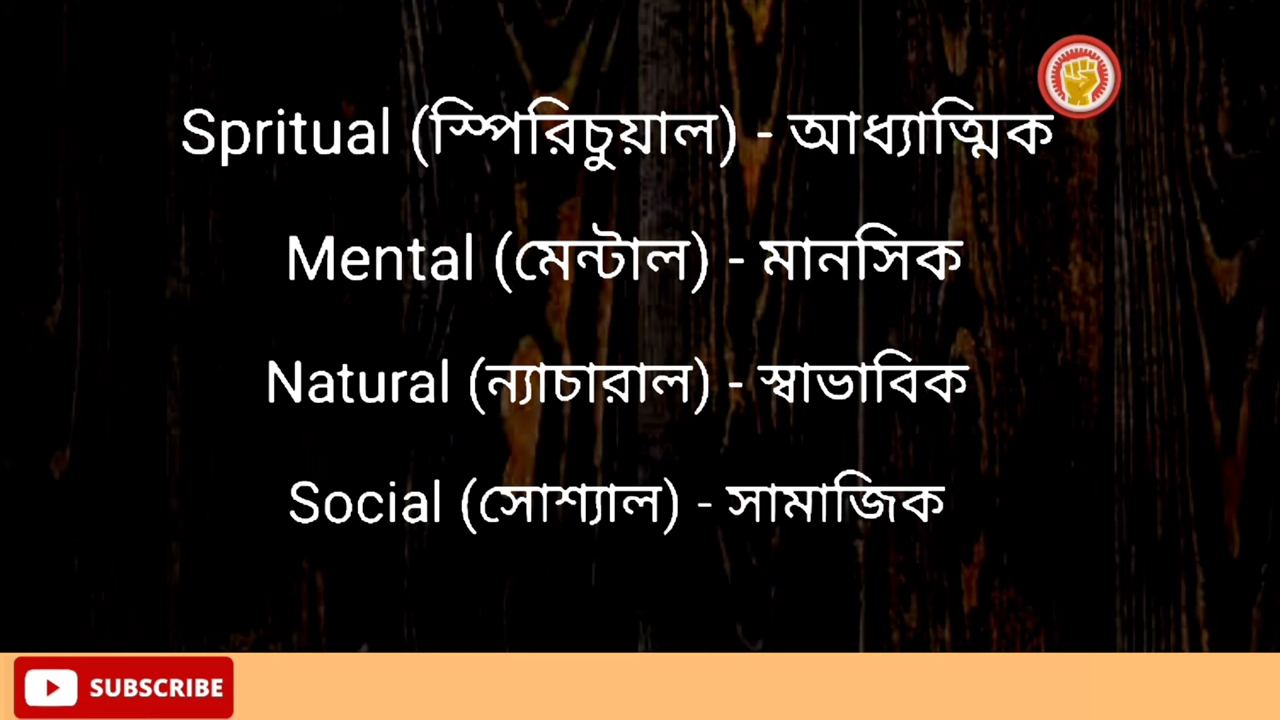 Spritual (স্পিরিচুয়াল) - আধ্যাত্মিক
Mental (মেন্টাল) - মানসিক
Natural (ন্যাচারাল) - স্বাভাবিক
Social (সোশ্যাল) - সামাজিক
SUBSCRIBE